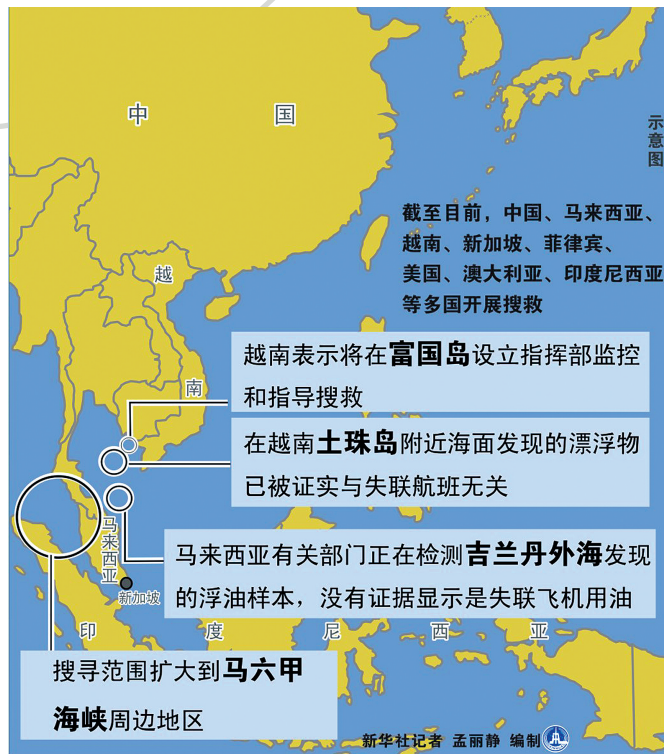 中 国
示意图
截至目前，中国、马来西亚、
越南、新加坡、菲律宾、
美国、澳大利亚、印度尼西亚
等多国开展搜救
越
南
越南表示将在富国岛设立指挥部监控
和指导搜救
在越南土珠岛附近海面发现的漂浮物
已被证实与失联航班无关
马来西亚
马来西亚有关部门正在检测吉兰丹外海发现
的浮油样本，没有证据显示是失联飞机用油
新加坡
印 度 尼 西 亚
搜寻范围扩大到马六甲
海峡周边地区
新华社记者 孟丽静 编制